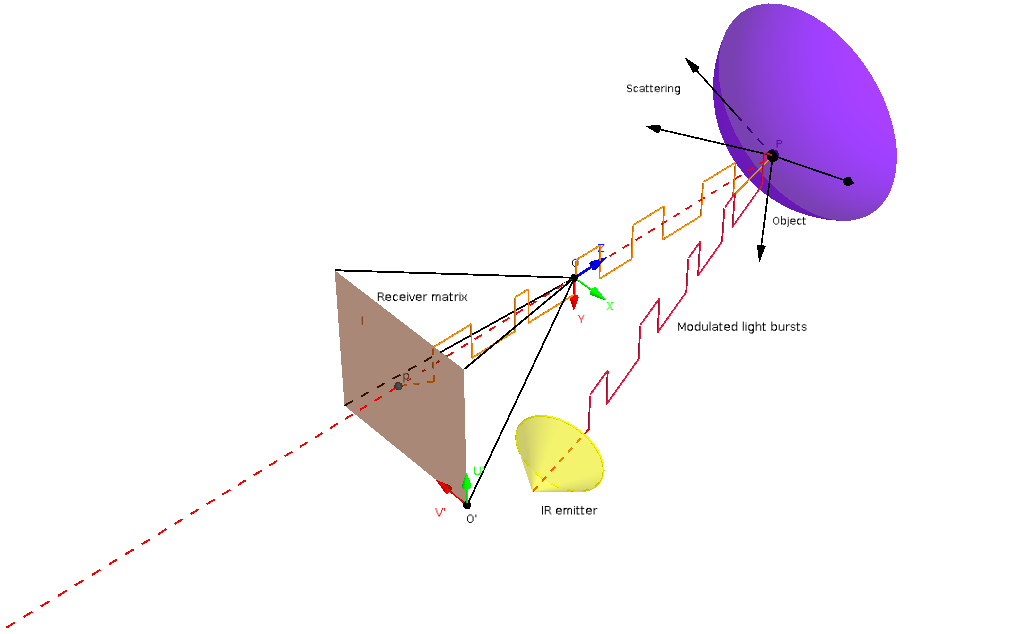 P
Scattering
Object
Z
O
X
Receiver matrix
Y
I
Modulated light bursts
p
U'
V'
O'
IR emitter